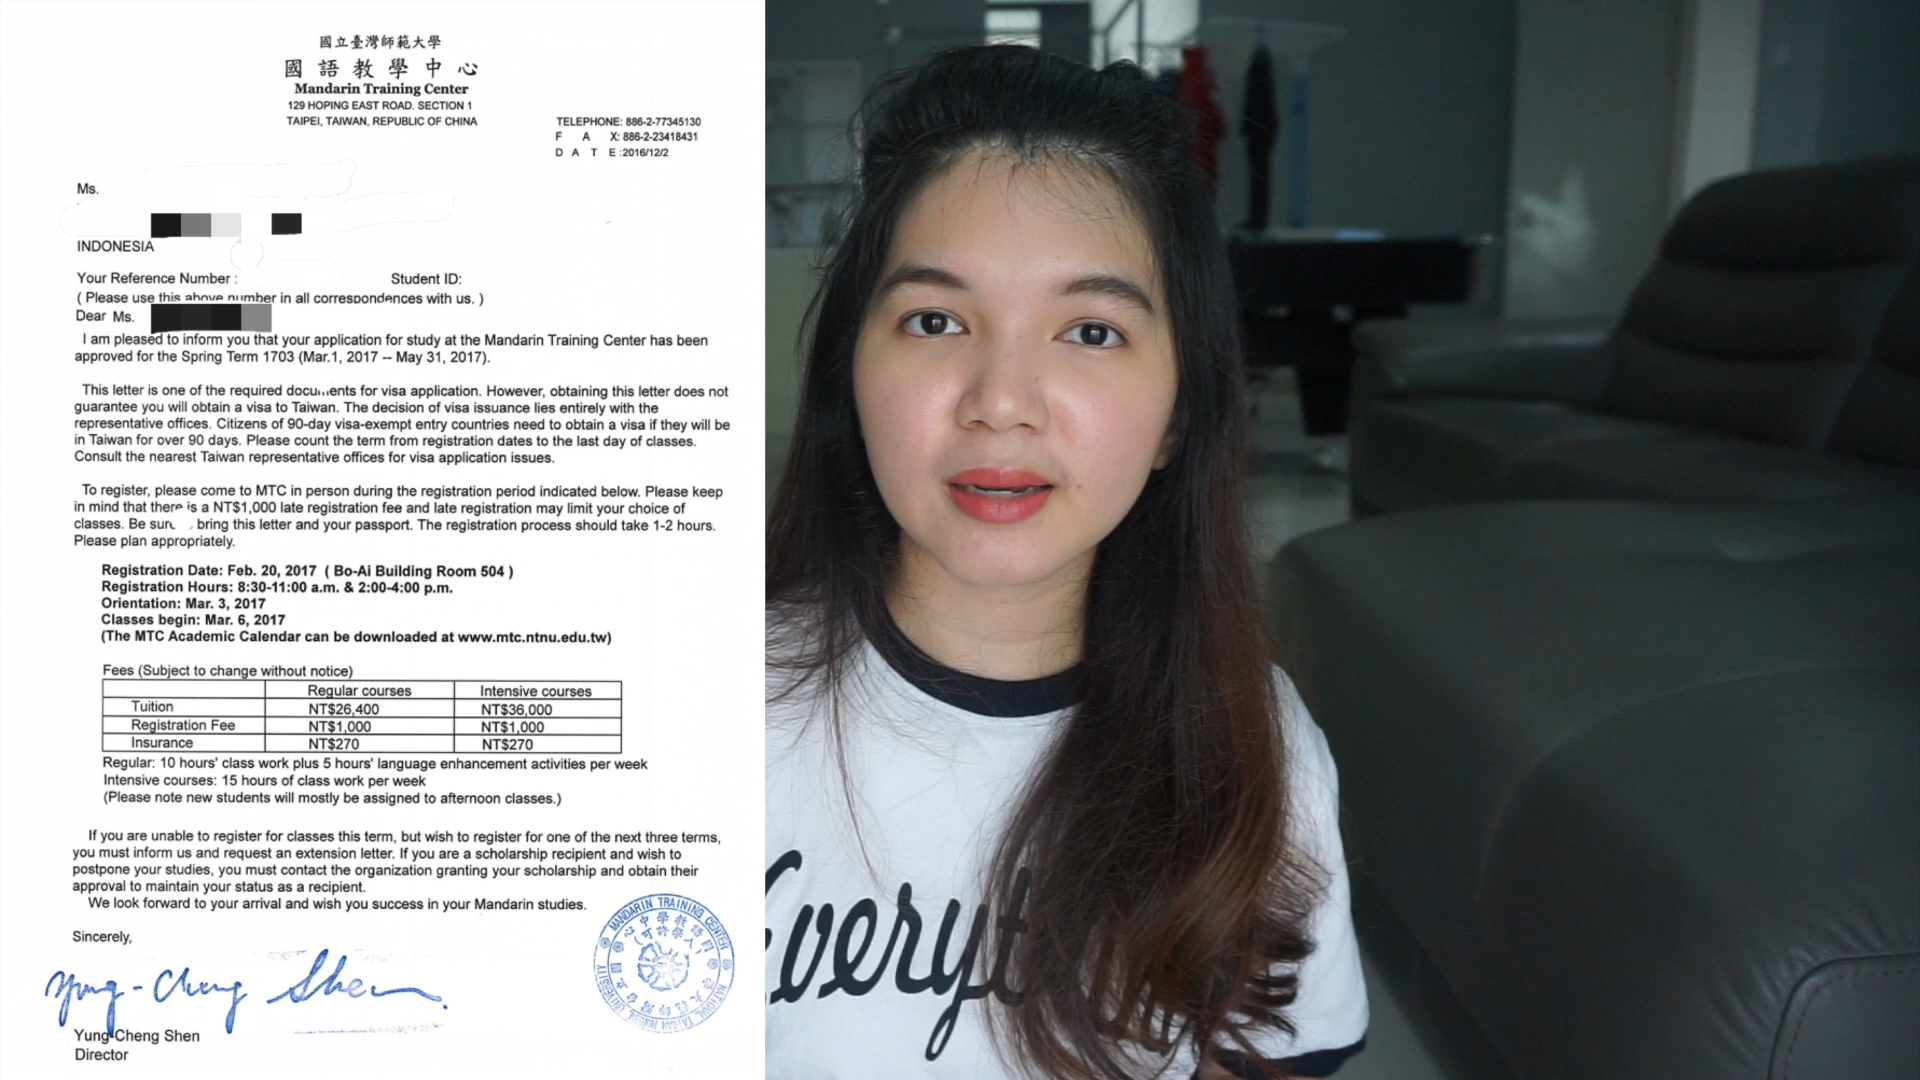 國立臺灣師範大學
國語教學中心
Mandarin Training Center
129 HOPING EAST ROAD. SECTION 1
TAIPEI, TAIWAN, REPUBLIC OF CHINA
TELEPHONE: 886-2-77345130
F A X: 886-2-23418431
D A T E:2016/12/2
Ms.
INDONESIA
Your Reference Number : Student ID:
( Please use this above number in all correspondences with us. )
Dear Ms.
I am pleased to inform you that your application for study at the Mandarin Training Center has been
approved for the Spring Term 1703 (Mar.1, 2017 -- May 31, 2017).
This letter is one of the required documents for visa application. However, obtaining this letter does not
guarantee you will obtain a visa to Taiwan. The decision of visa issuance lies entirely with the
representative offices. Citizens of 90-day visa-exempt entry countries need to obtain a visa if they will be
in Taiwan for over 90 days. Please count the term from registration dates to the last day of classes.
Consult the nearest Taiwan representative offices for visa application issues.
To register, please come to MTC in person during the registration period indicated below. Please keep
in mind that there is a NT$1,000 late registration fee and late registration may limit your choice of
classes. Be sure bring this letter and your passport. The registration process should take 1-2 hours.
Please plan appropriately.
Registration Date: Feb. 20, 2017 ( Bo-Ai Building Room 504 )
Registration Hours: 8:30-11:00 a.m. & 2:00-4:00 p.m.
Orientation: Mar. 3, 2017
Classes begin: Mar. 6, 2017
(The MTC Academic Calendar can be downloaded at www.mtc.ntnu.edu.tw)
Fees (Subject to change without notice)
Regular courses Intensive courses
Tuition NT$26,400 NT$36,000
Registration Fee NT$1,000 NT$1,000
Insurance NT$270 NT$270
Regular: 10 hours' class work plus 5 hours' language enhancement activities per week
Intensive courses: 15 hours of class work per week
(Please note new students will mostly be assigned to afternoon classes.)
If you are unable to register for classes this term, but wish to register for one of the next three terms,
you must inform us and request an extension letter. If you are a scholarship recipient and wish to
postpone your studies, you must contact the organization granting your scholarship and obtain their
approval to maintain your status as a recipient.
We look forward to your arrival and wish you success in your Mandarin studies.
Sincerely,
Yung-Cheng Shen
Yung-Cheng Shen
Director
MANDARIN TRAINING CENTER
NATIONAL TAIWAN NORMAL UNIVERSITY
Everyt